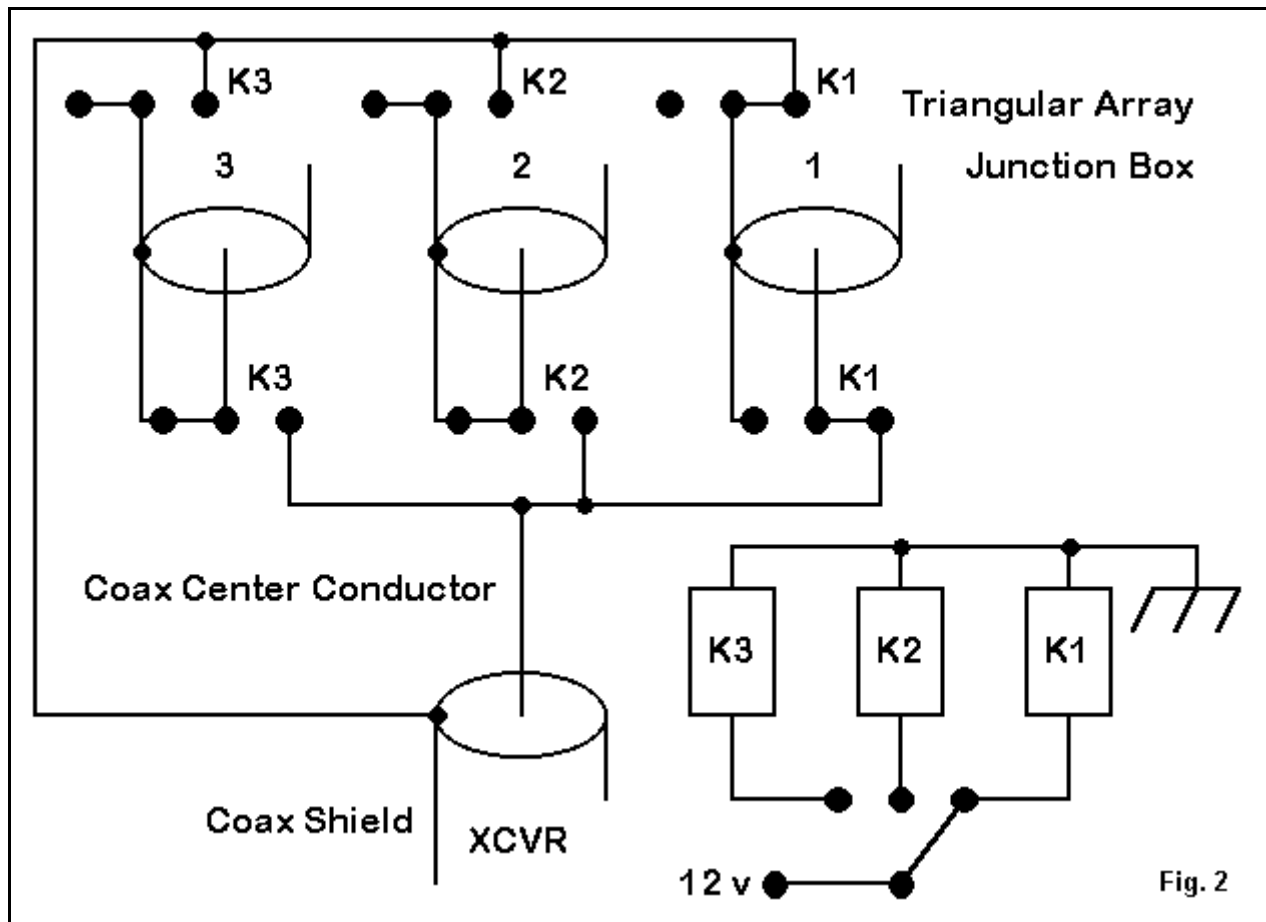 K3
K2
K1
Triangular Array
3
2
1
Junction Box
K3
K2
K1
Coax Center Conductor
K3
K2
K1
Coax Shield
XCVR
12 v
Fig. 2